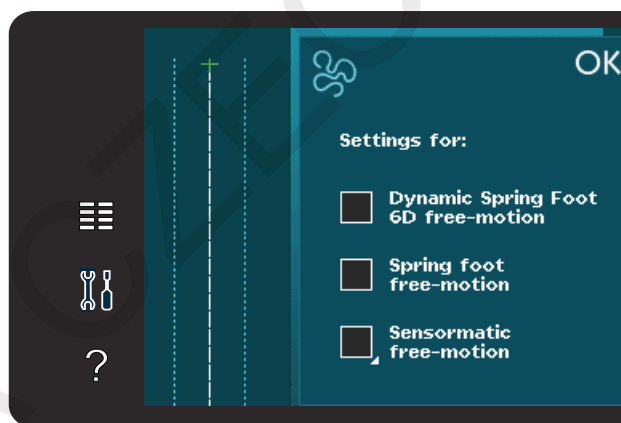 OK
Settings for:
Dynamic Spring Foot
6D free-motion
Spring foot
free-motion
Sensormatic
free-motion
?